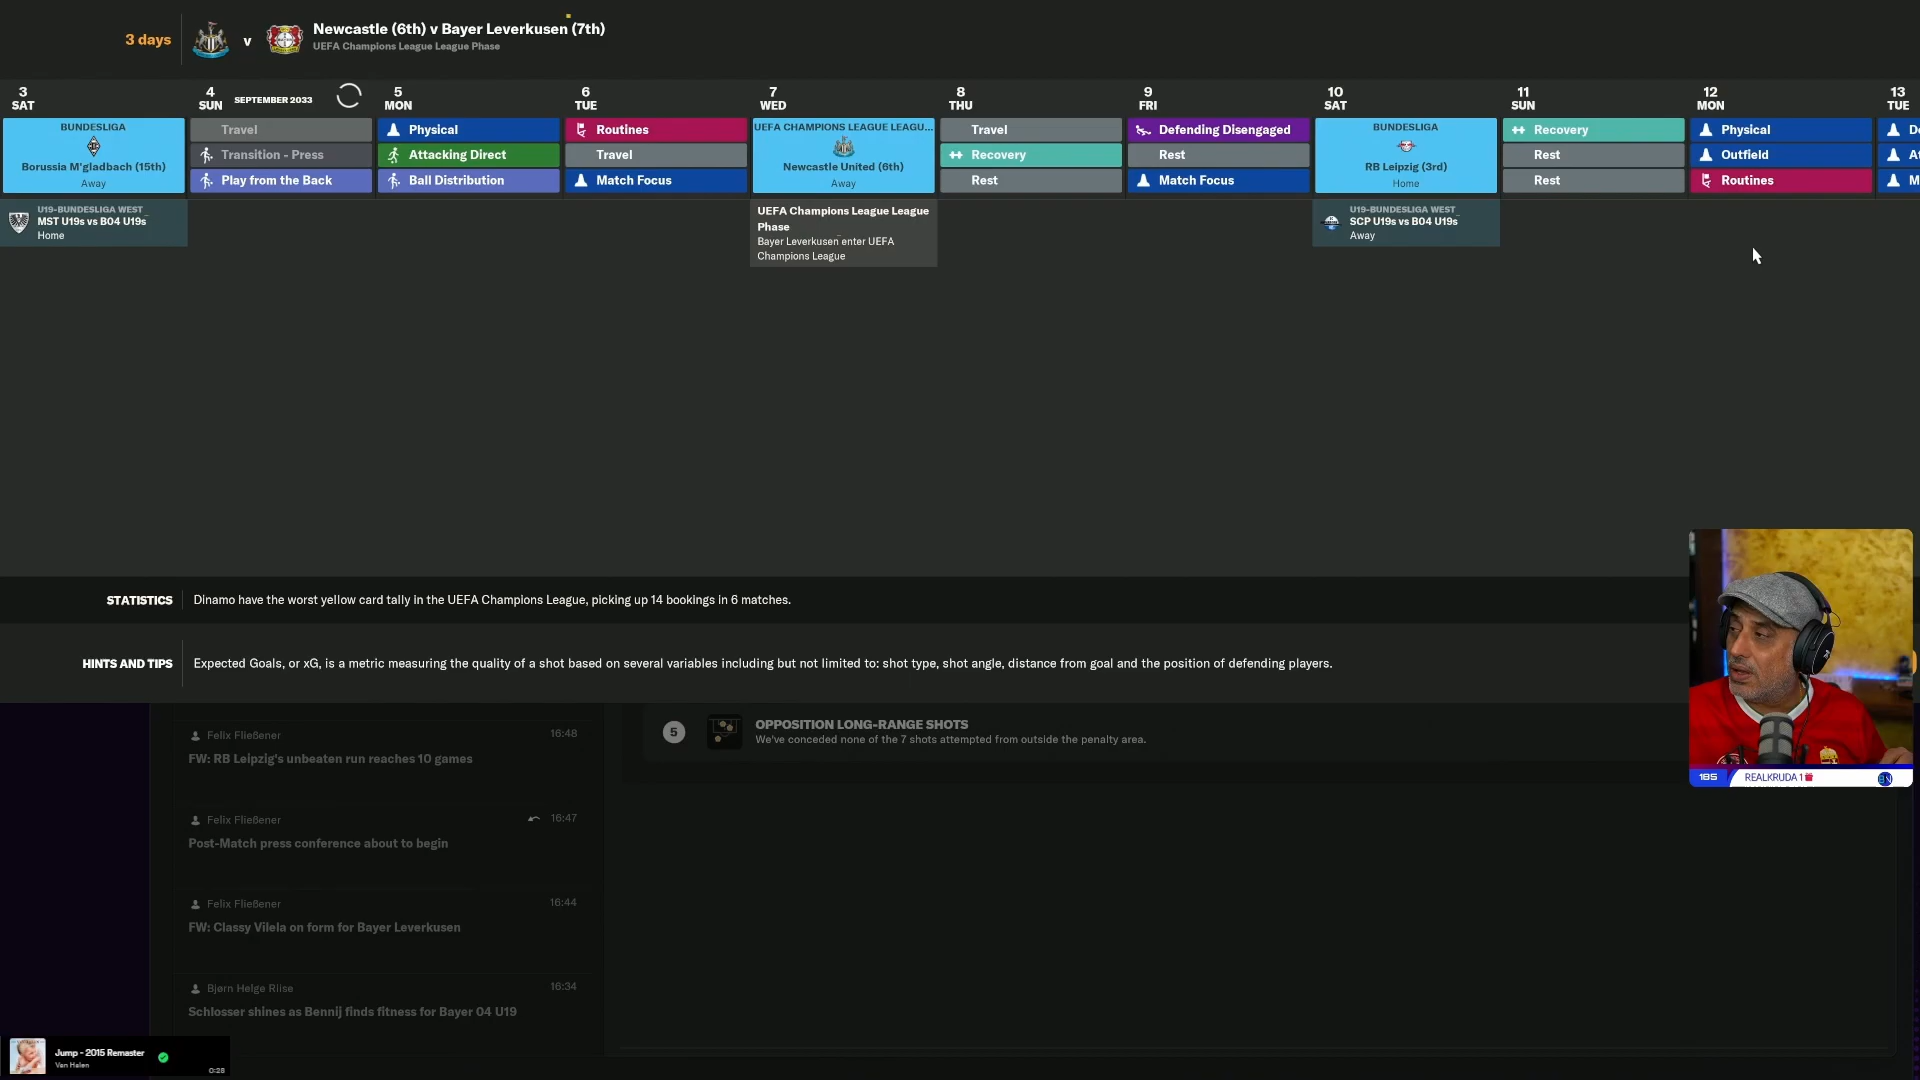 3 days
v
Newcastle (6th) v Bayer Leverkusen (7th)
UEFA Champions League League Phase
3
SAT
4
SUN
SEPTEMBER 2033
5
MON
6
TUE
7
WED
8
THU
9
FRI
10
SAT
11
SUN
12
MON
13
TUE
BUNDESLIGA
Borussia M'gladbach (15th)
Away
Travel
Transition - Press
Play from the Back
Physical
Attacking Direct
Ball Distribution
Routines
Travel
Match Focus
UEFA CHAMPIONS LEAGUE LEAGU...
Newcastle United (6th)
Away
Travel
Recovery
Rest
Defending Disengaged
Rest
Match Focus
BUNDESLIGA
RB Leipzig (3rd)
Home
Recovery
Rest
Rest
Physical
Outfield
Routines
U19-BUNDESLIGA WEST_
MST U19s vs B04 U19s
Home
UEFA Champions League League
Phase
Bayer Leverkusen enter UEFA
Champions League
U19-BUNDESLIGA WEST_
SCP U19s vs B04 U19s
Away
STATISTICS
Dinamo have the worst yellow card tally in the UEFA Champions League, picking up 14 bookings in 6 matches.
HINTS AND TIPS
Expected Goals, or xG, is a metric measuring the quality of a shot based on several variables including but not limited to: shot type, shot angle, distance from goal and the position of defending players.
Felix Fließener
16:48
FW: RB Leipzig's unbeaten run reaches 10 games
Felix Fließener
16:47
Post-Match press conference about to begin
Felix Fließener
16:44
FW: Classy Vilela on form for Bayer Leverkusen
Bjørn Helge Riise
16:34
Schlosser shines as Bennij finds fitness for Bayer 04 U19
5
OPPOSITION LONG-RANGE SHOTS
We've conceded none of the 7 shots attempted from outside the penalty area.
185
REALKRUDA 1
Jump - 2015 Remaster
Van Halen
0:28